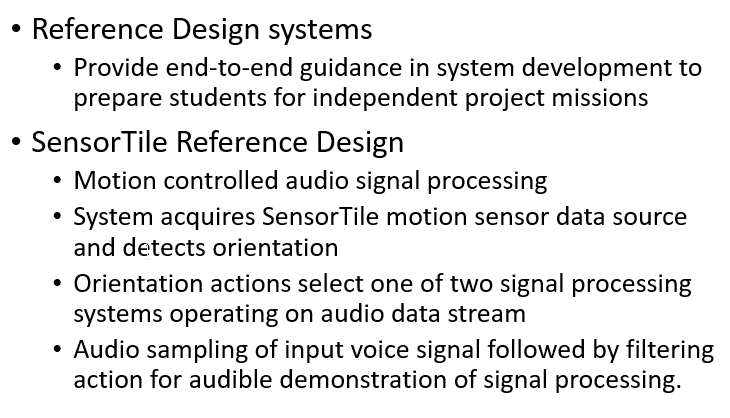 • Reference Design systems
• Provide end-to-end guidance in system development to
prepare students for independent project missions
• SensorTile Reference Design
• Motion controlled audio signal processing
• System acquires SensorTile motion sensor data source
and detects orientation
• Orientation actions select one of two signal processing
systems operating on audio data stream
• Audio sampling of input voice signal followed by filtering
action for audible demonstration of signal processing.